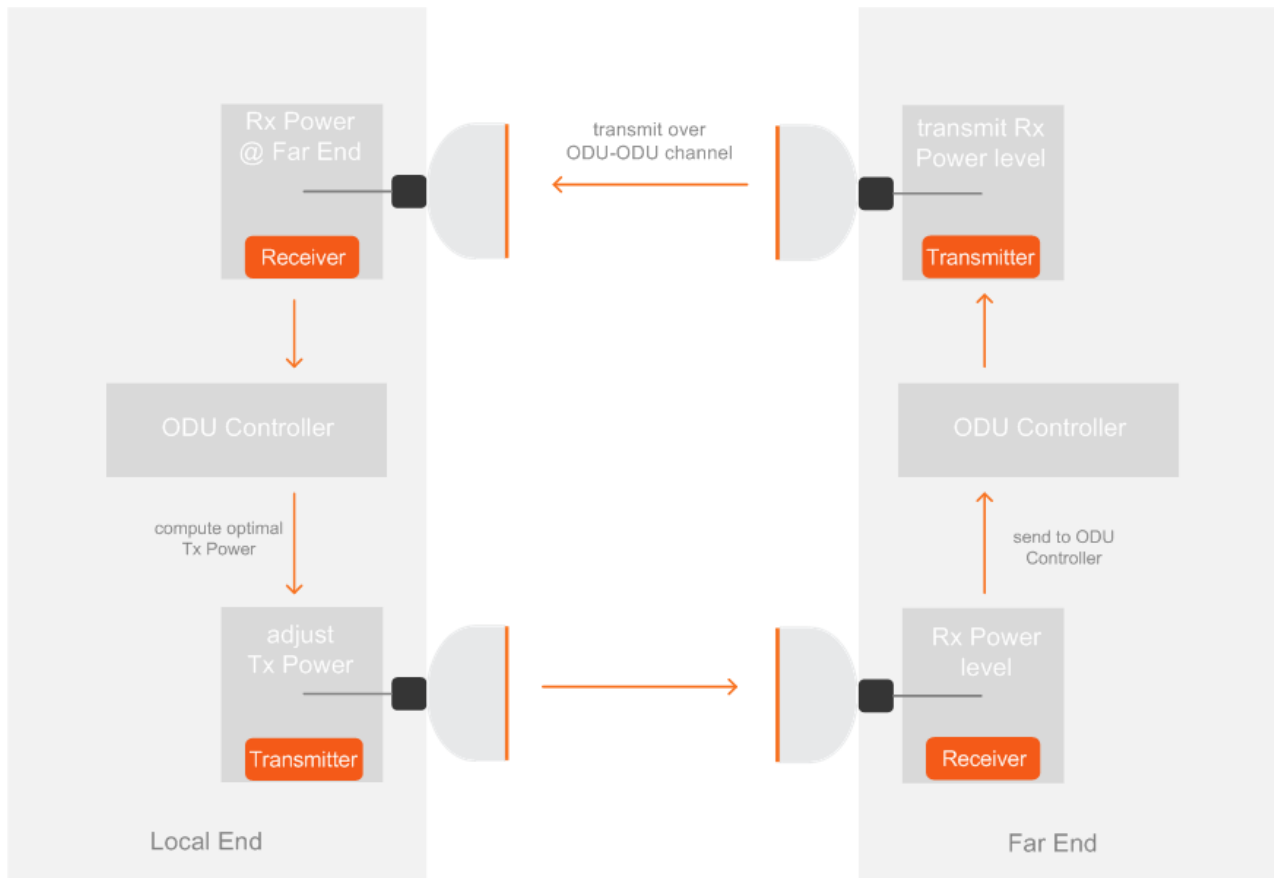 Rx Power
@ Far End
Receiver
transmit over
ODU-ODU channel
transmit Rx
Power level
Transmitter
ODU Controller
ODU Controller
compute optimal
Tx Power
send to ODU
Controller
adjust
Tx Power
Transmitter
Rx Power
level
Receiver
Local End
Far End